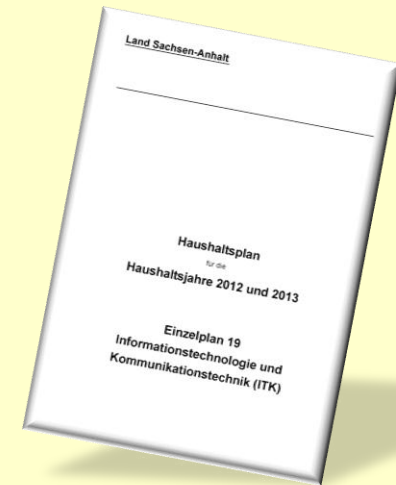 Land Sachsen-Anhalt
Haushaltsplan
für die
Haushaltsjahre 2012 und 2013
Einzelplan 19
Informationstechnologie und
Kommunikationstechnik (ITK)